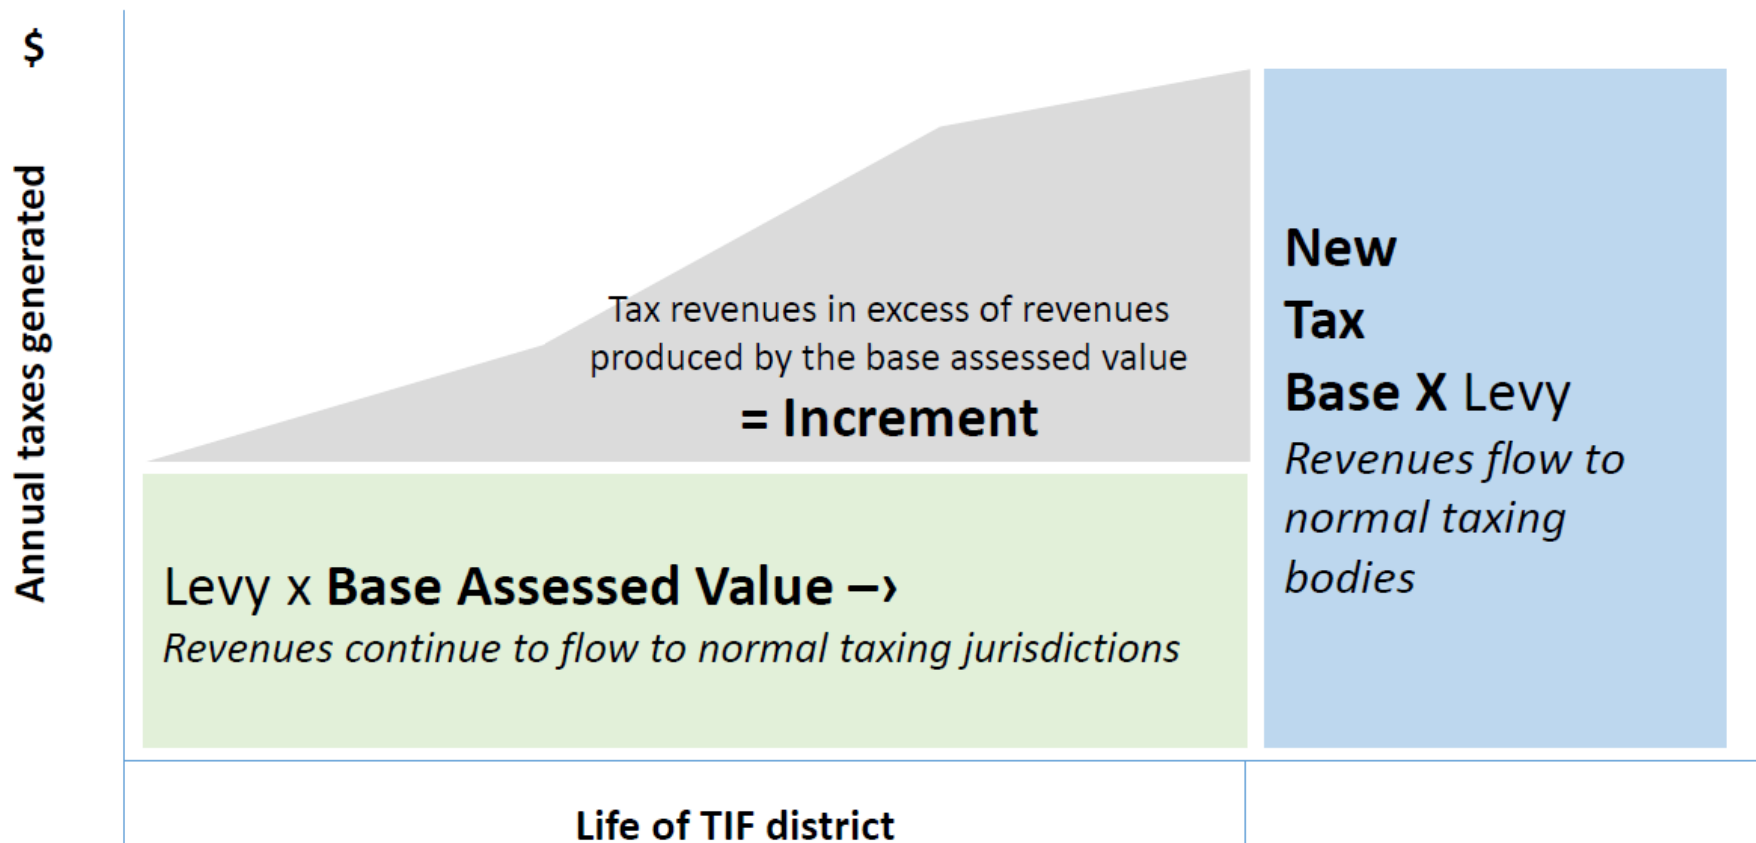 $
Annual taxes generated
Tax revenues in excess of revenues
produced by the base assessed value
= Increment
Levy x Base Assessed Value –›
Revenues continue to flow to normal taxing jurisdictions
New
Tax
Base X Levy
Revenues flow to
normal taxing
bodies
Life of TIF district